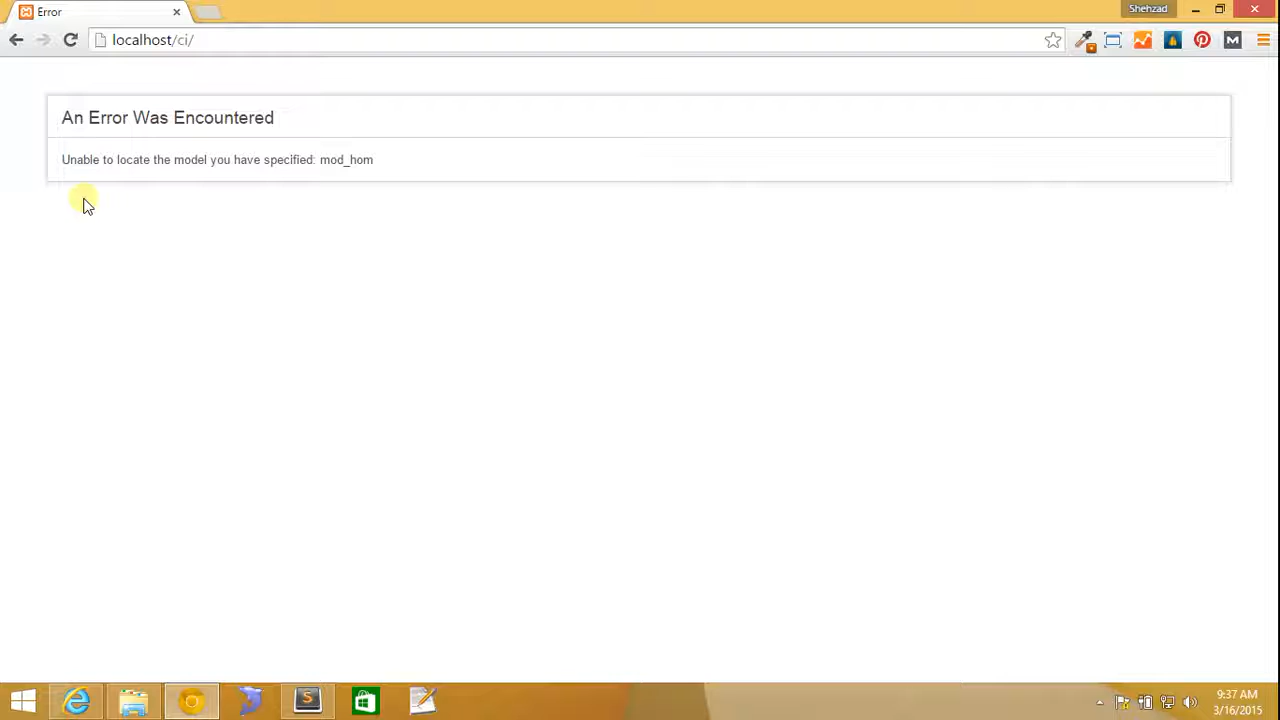 Error
Shehzad
localhost/ci/
An Error Was Encountered
Unable to locate the model you have specified: mod_hom
9:37 AM
3/16/2015